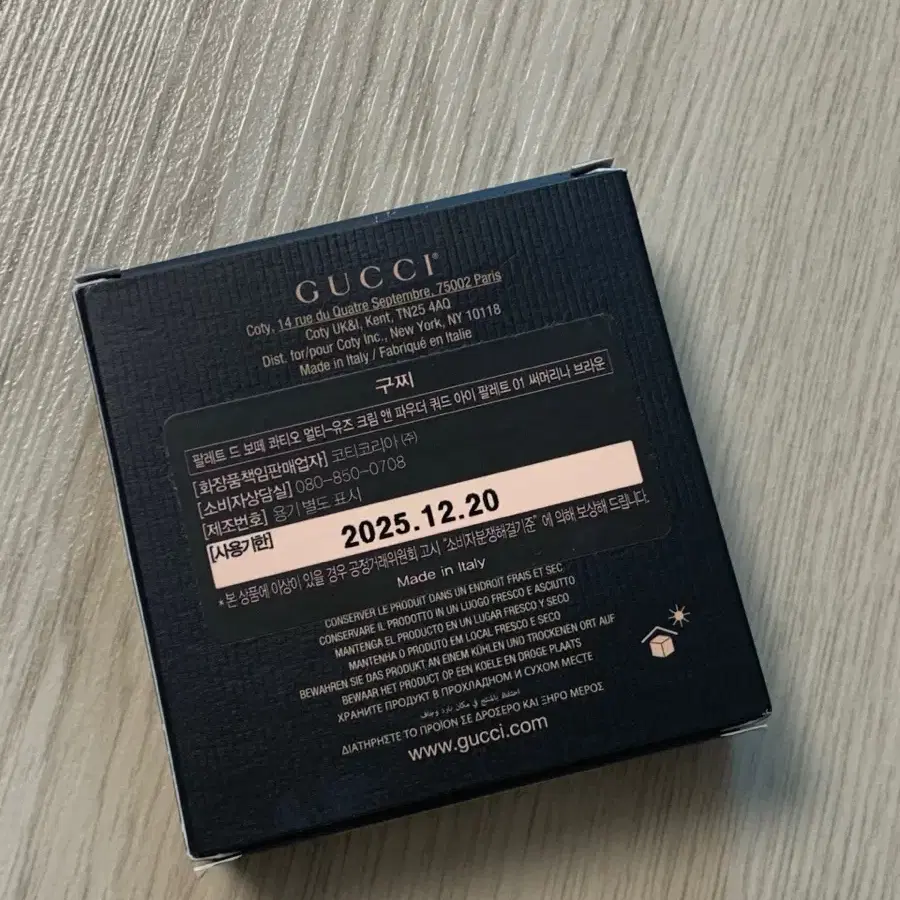 GUCCI®
Coty, 14 rue du Quatre Septembre, 75002 Paris
Coty UK&I, Kent, TN25 4AQ
Dist. for/pour Coty Inc., New York, NY 10118
Made in Italy / Fabriqué en Italie
구찌
팔레트 드 보떼 콰티오 멀티-유즈 크림 앤 파우더 쿼드 아이 팔레트 01 써머리나 브라운
[화장품책임판매업자] 코티코리아 ㈜
[소비자상담실] 080-850-0708
[제조번호] 용기 별도 표시
[사용기한] 2025.12.20
*본 상품에 이상이 있을 경우 공정거래위원회 고시 "소비자분쟁해결기준" 에 의해 보상해 드립니다.
Made in Italy
CONSERVER LE PRODUIT DANS UN ENDROIT FRAIS ET SEC
CONSERVARE IL PRODOTTO IN UN LUOGO FRESCO E ASCIUTTO
MANTENGA EL PRODUCTO EN UN LUGAR FRESCO Y SECO
MANTENHA O PRODUTO EM LOCAL FRESCO E SECO
BEWAHREN SIE DAS PRODUKT AN EINEM KÜHLEN UND TROCKENEN ORT AUF
BEWAAR HET PRODUCT OP EEN KOELE EN DROGE PLAATS
ХРАНИТЕ ПРОДУКТ В ПРОХЛАДНОМ И СУХОМ МЕСТЕ
احتفظ بالمنتج في مكان بارد وجاف
ΔΙΑΤΗΡΗΣΤΕ ΤΟ ΠΡΟΪΟΝ ΣΕ ΔΡΟΣΕΡΟ ΚΑΙ ΞΗΡΟ ΜΕΡΟΣ
www.gucci.com